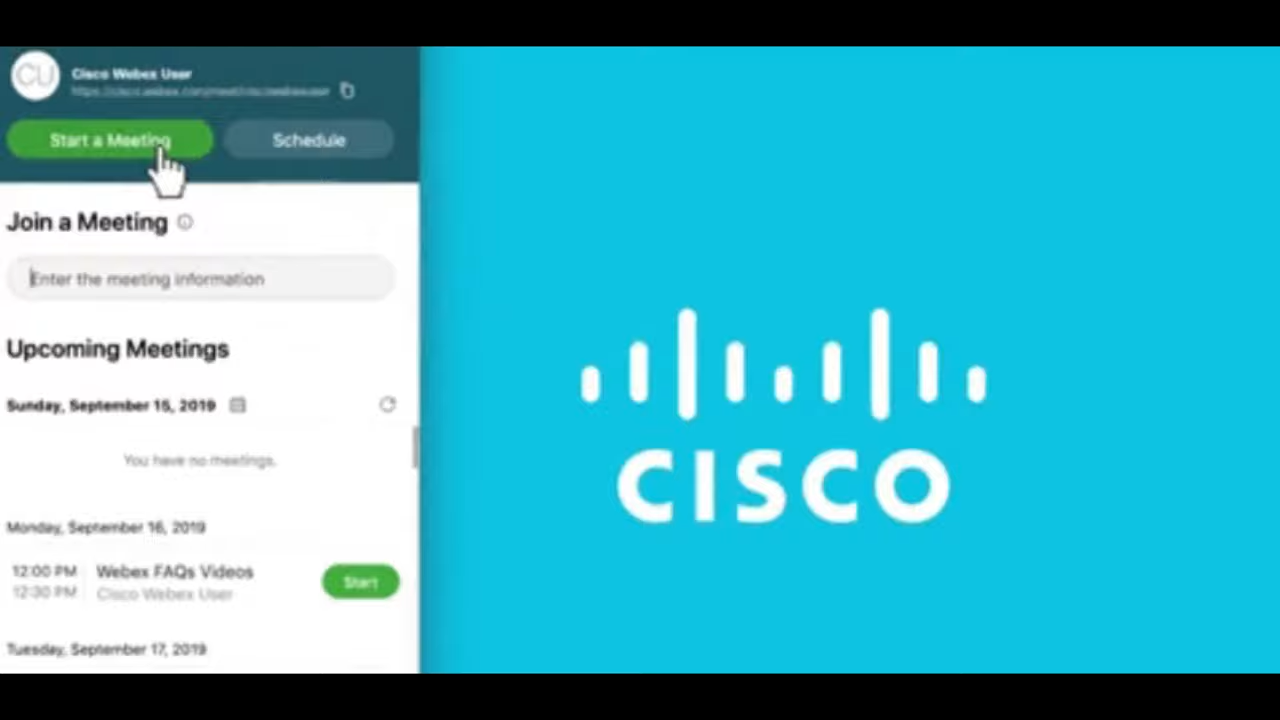 CU
Cisco Webex User
Start a Meeting
Schedule
Join a Meeting
Enter the meeting information
Upcoming Meetings
Sunday, September 15, 2019
You have no meetings.
Monday, September 16, 2019
12:00 PM Webex FAQs Videos
12:30 PM Cisco Webex User
Start
Tuesday, September 17, 2019
CISCO